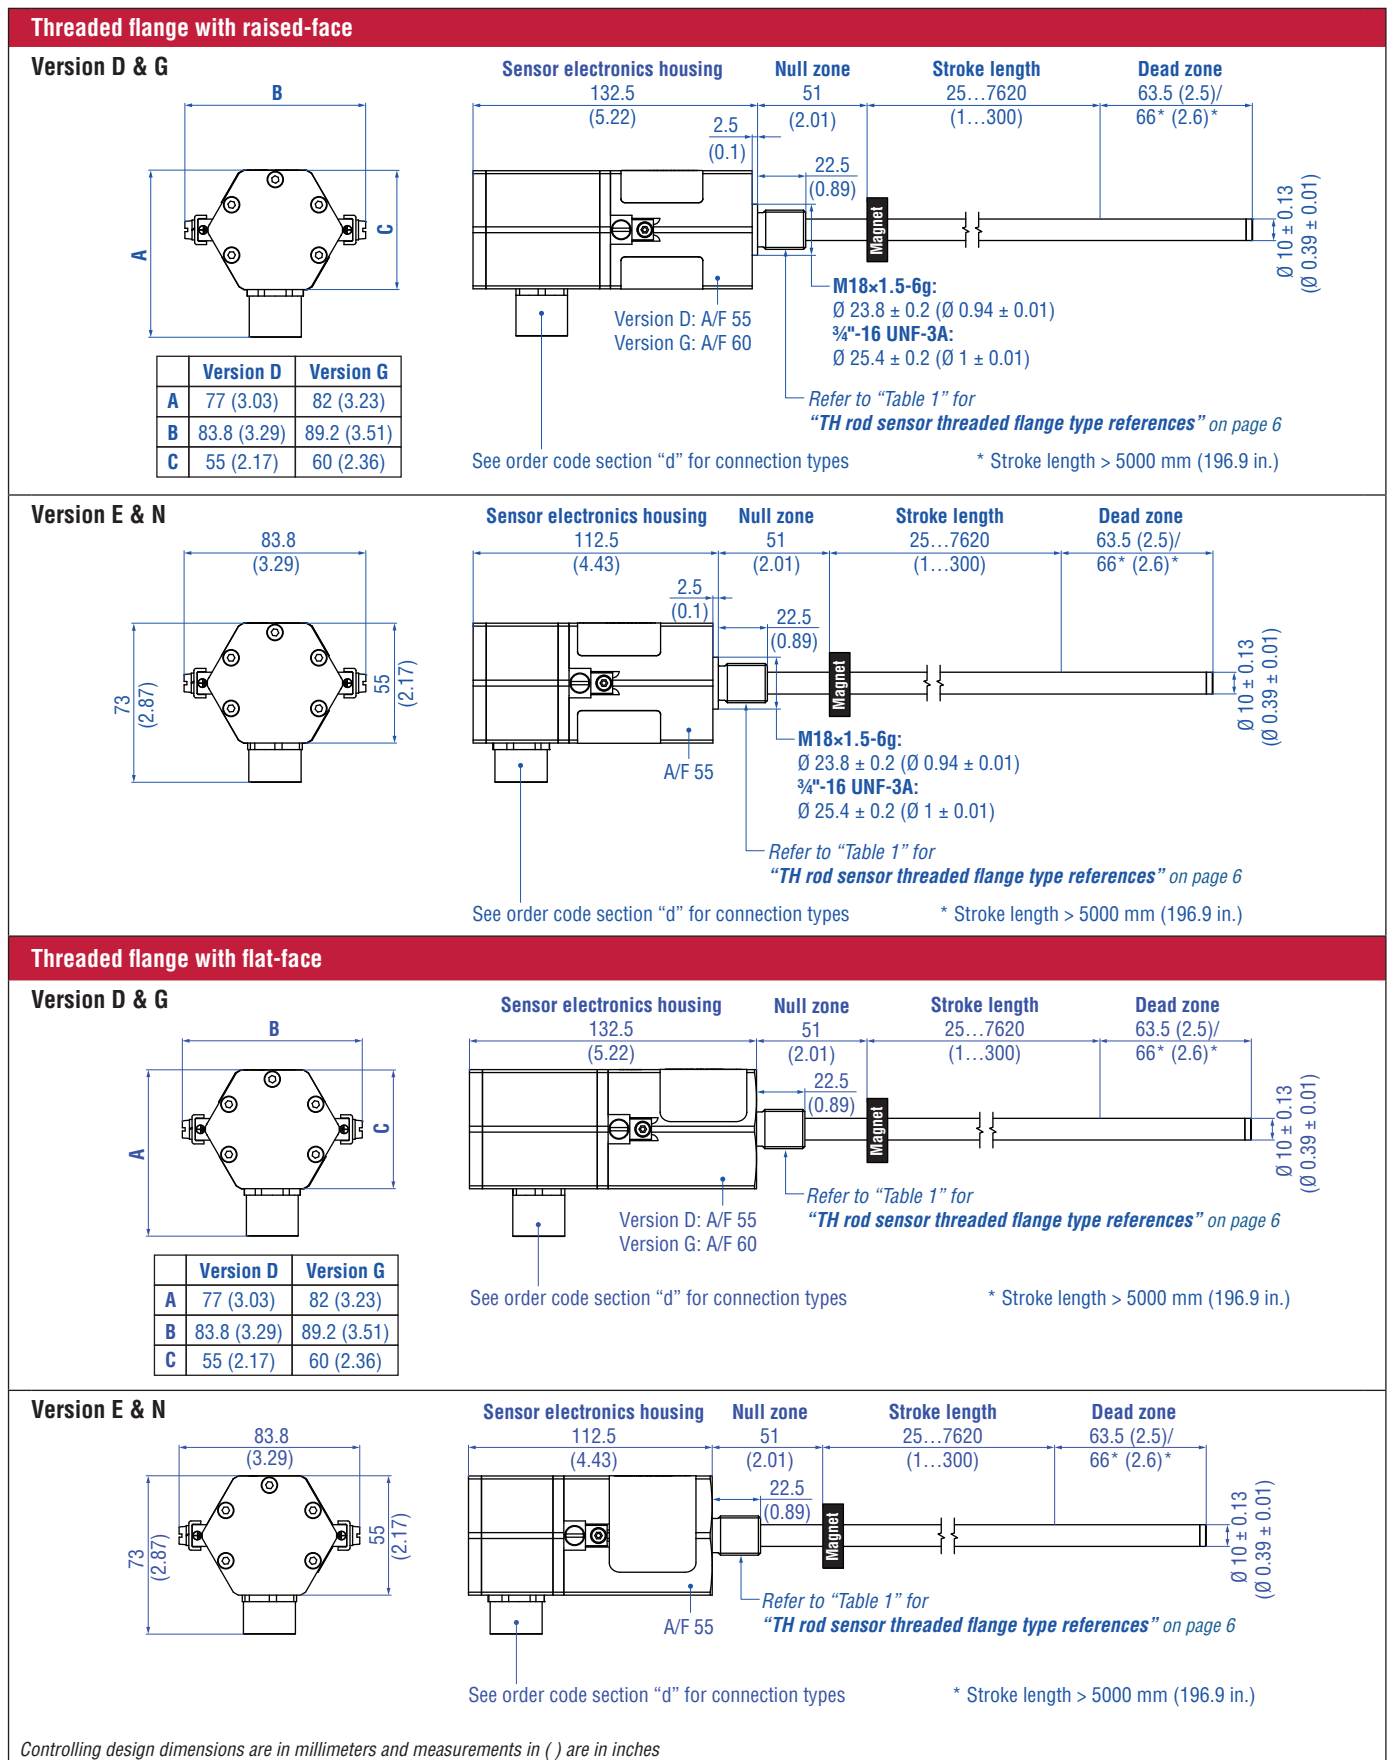 Threaded flange with raised-face
Version D & G
B
A
C
Sensor electronics housing
132.5
(5.22)
Null zone
51
(2.01)
Stroke length
25…7620
(1…300)
Dead zone
63.5 (2.5)/
66* (2.6)*
2.5
(0.1)
22.5
(0.89)
Magnet
Ø 10 ± 0.13
(Ø 0.39 ± 0.01)
Version D: A/F 55
Version G: A/F 60
M18×1.5-6g:
Ø 23.8 ± 0.2 (Ø 0.94 ± 0.01)
¾"-16 UNF-3A:
Ø 25.4 ± 0.2 (Ø 1 ± 0.01)
Refer to “Table 1” for
“TH rod sensor threaded flange type references” on page 6
Version D Version G
A 77 (3.03) 82 (3.23)
B 83.8 (3.29) 89.2 (3.51)
C 55 (2.17) 60 (2.36)
See order code section “d” for connection types
* Stroke length > 5000 mm (196.9 in.)
Version E & N
83.8
(3.29)
73
(2.87)
55
(2.17)
Sensor electronics housing
112.5
(4.43)
Null zone
51
(2.01)
Stroke length
25…7620
(1…300)
Dead zone
63.5 (2.5)/
66* (2.6)*
2.5
(0.1)
22.5
(0.89)
Magnet
Ø 10 ± 0.13
(Ø 0.39 ± 0.01)
A/F 55
M18×1.5-6g:
Ø 23.8 ± 0.2 (Ø 0.94 ± 0.01)
¾"-16 UNF-3A:
Ø 25.4 ± 0.2 (Ø 1 ± 0.01)
Refer to “Table 1” for
“TH rod sensor threaded flange type references” on page 6
See order code section “d” for connection types
* Stroke length > 5000 mm (196.9 in.)
Threaded flange with flat-face
Version D & G
B
A
C
Sensor electronics housing
132.5
(5.22)
Null zone
51
(2.01)
Stroke length
25…7620
(1…300)
Dead zone
63.5 (2.5)/
66* (2.6)*
22.5
(0.89)
Magnet
Ø 10 ± 0.13
(Ø 0.39 ± 0.01)
Version D: A/F 55
Version G: A/F 60
Refer to “Table 1” for
“TH rod sensor threaded flange type references” on page 6
Version D Version G
A 77 (3.03) 82 (3.23)
B 83.8 (3.29) 89.2 (3.51)
C 55 (2.17) 60 (2.36)
See order code section “d” for connection types
* Stroke length > 5000 mm (196.9 in.)
Version E & N
83.8
(3.29)
73
(2.87)
55
(2.17)
Sensor electronics housing
112.5
(4.43)
Null zone
51
(2.01)
Stroke length
25…7620
(1…300)
Dead zone
63.5 (2.5)/
66* (2.6)*
22.5
(0.89)
Magnet
Ø 10 ± 0.13
(Ø 0.39 ± 0.01)
A/F 55
Refer to “Table 1” for
“TH rod sensor threaded flange type references” on page 6
See order code section “d” for connection types
* Stroke length > 5000 mm (196.9 in.)
Controlling design dimensions are in millimeters and measurements in ( ) are in inches